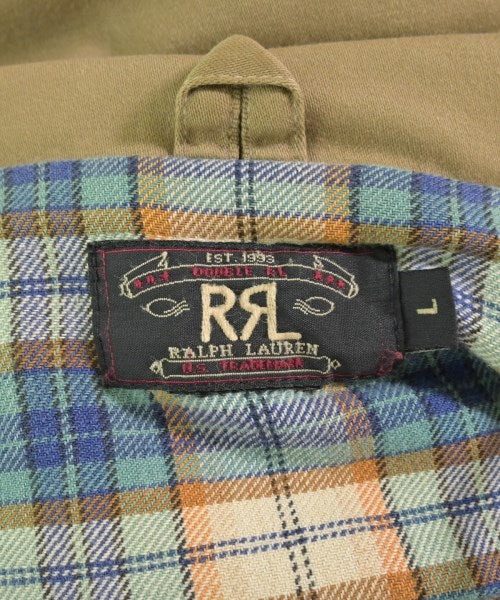 EST. 1993
DOUBLE RL
RRL
RALPH LAUREN
U.S. TRADEMARK
L